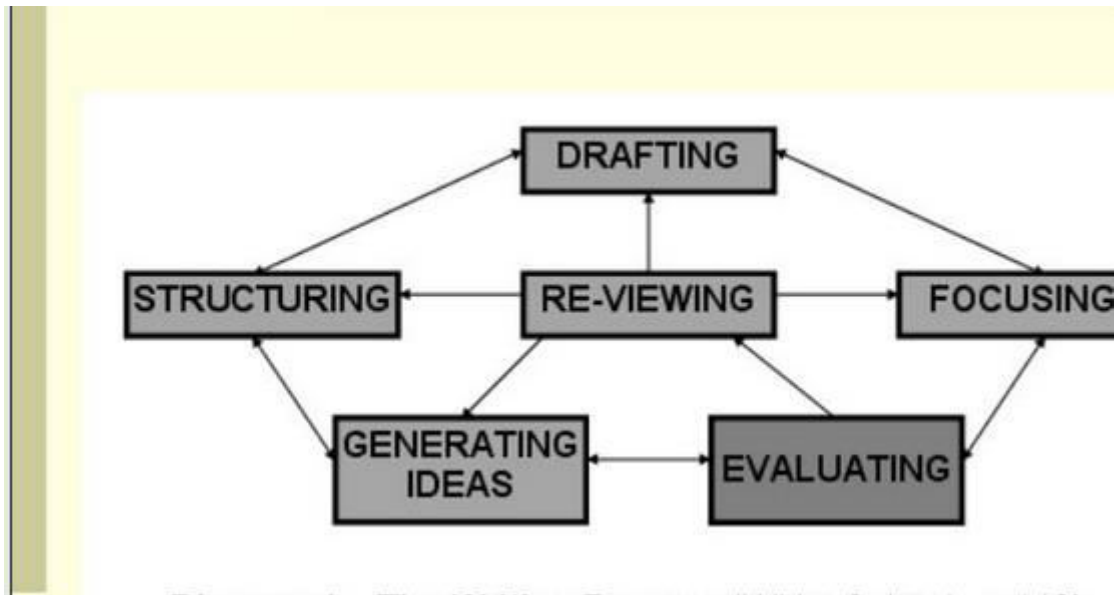 DRAFTING
STRUCTURING
RE-VIEWING
FOCUSING
GENERATING
IDEAS
EVALUATING